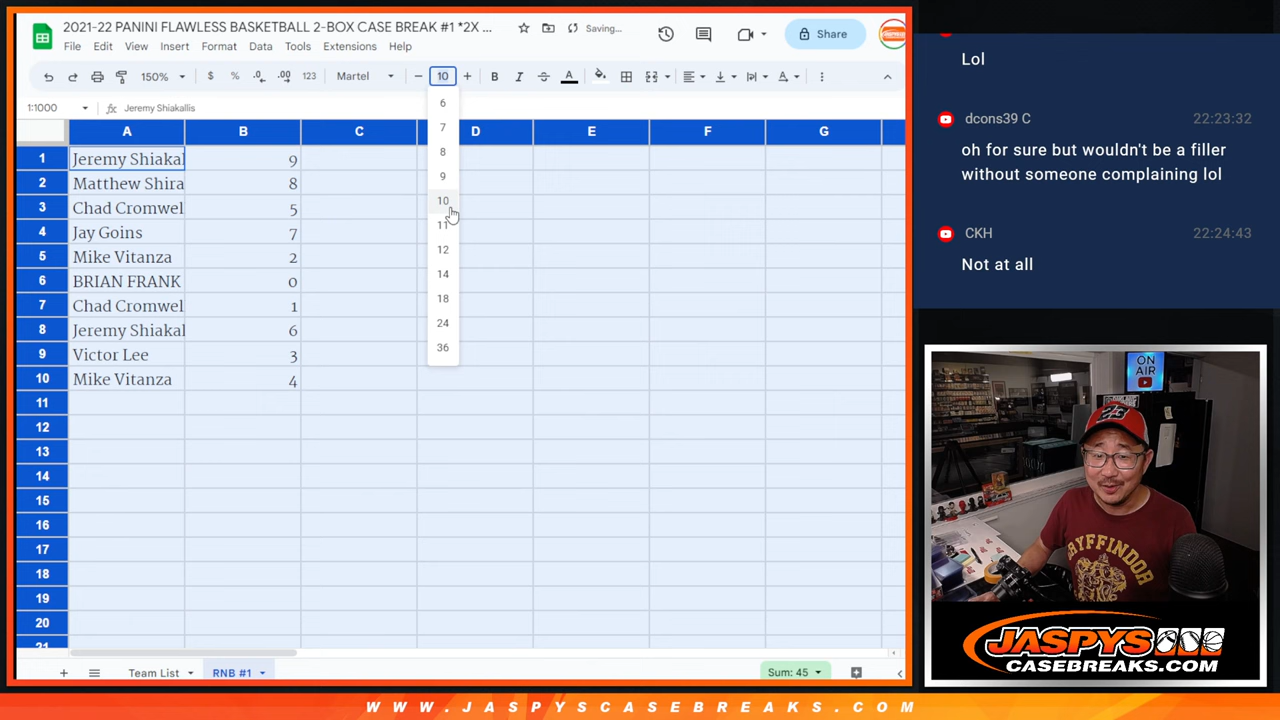 2021-22 PANINI FLAWLESS BASKETBALL 2-BOX CASE BREAK #1 *2X ...
Saving...
Share
File Edit View Insert Format Data Tools Extensions Help
150% $ % .0 .00 123 Martel − 10 + B I A
1:1000 fx Jeremy Shiakallis
A B C D E F G
1 Jeremy Shiakal 9
2 Matthew Shira 8
3 Chad Cromwel 5
4 Jay Goins 7
5 Mike Vitanza 2
6 BRIAN FRANK 0
7 Chad Cromwel 1
8 Jeremy Shiakal 6
9 Victor Lee 3
10 Mike Vitanza 4
11
12
13
14
15
16
17
18
19
20
21
6
7
8
9
10
11
12
14
18
24
36
Team List RNB #1 Sum: 45
Lol
dcons39 C 22:23:32
oh for sure but wouldn't be a filler
without someone complaining lol
CKH 22:24:43
Not at all
ON
AIR
23
GRYFFINDOR
JASPYS
CASEBREAKS.COM
WWW.JASPYSCASEBREAKS.COM